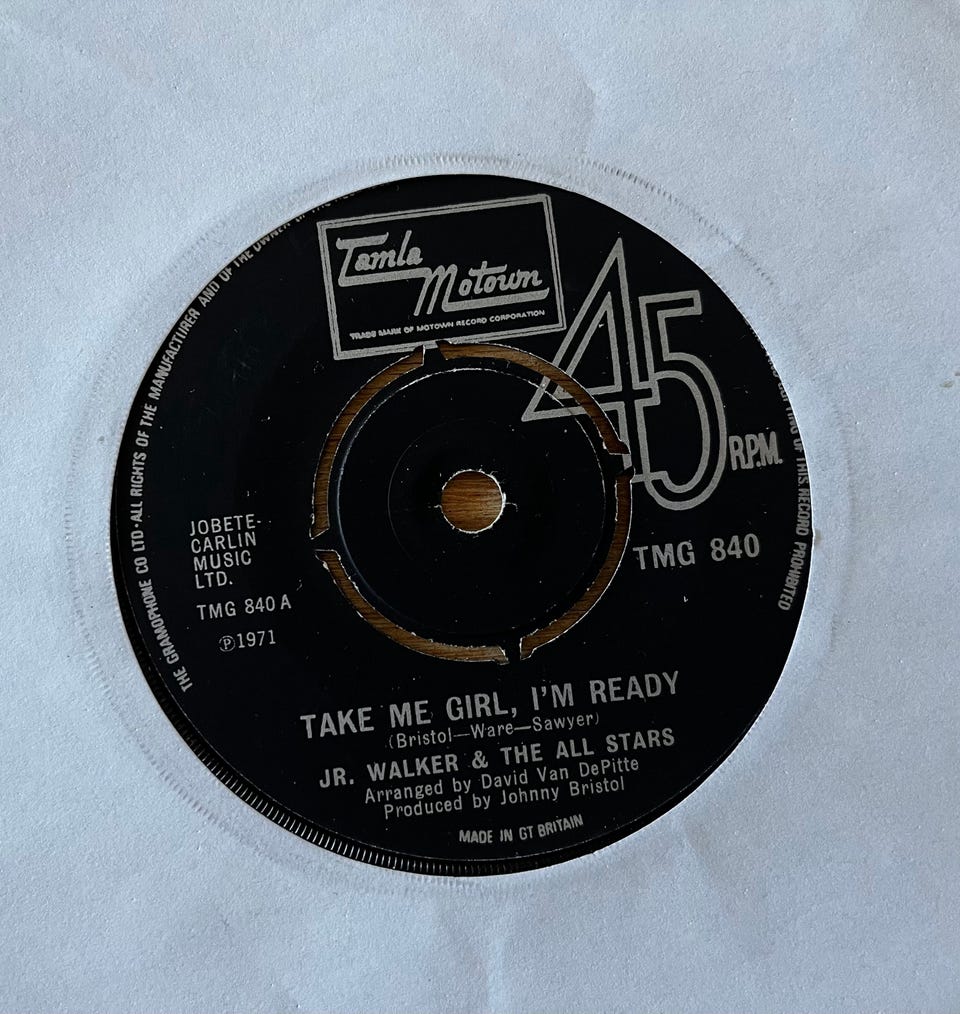 Tamla
Motown
TRADE MARK OF MOTOWN RECORD CORPORATION
45
R.P.M.
TMG 840
JOBETE-
CARLIN
MUSIC
LTD.
TMG 840 A
Ⓟ1971
TAKE ME GIRL, I'M READY
(Bristol—Ware—Sawyer)
JR. WALKER & THE ALL STARS
Arranged by David Van DePitte
Produced by Johnny Bristol
MADE IN GT BRITAIN
THE GRAMOPHONE CO LTD·ALL RIGHTS OF THE MANUFACTURER AND OF THE OWNER OF THE
OF THIS RECORD PROHIBITED